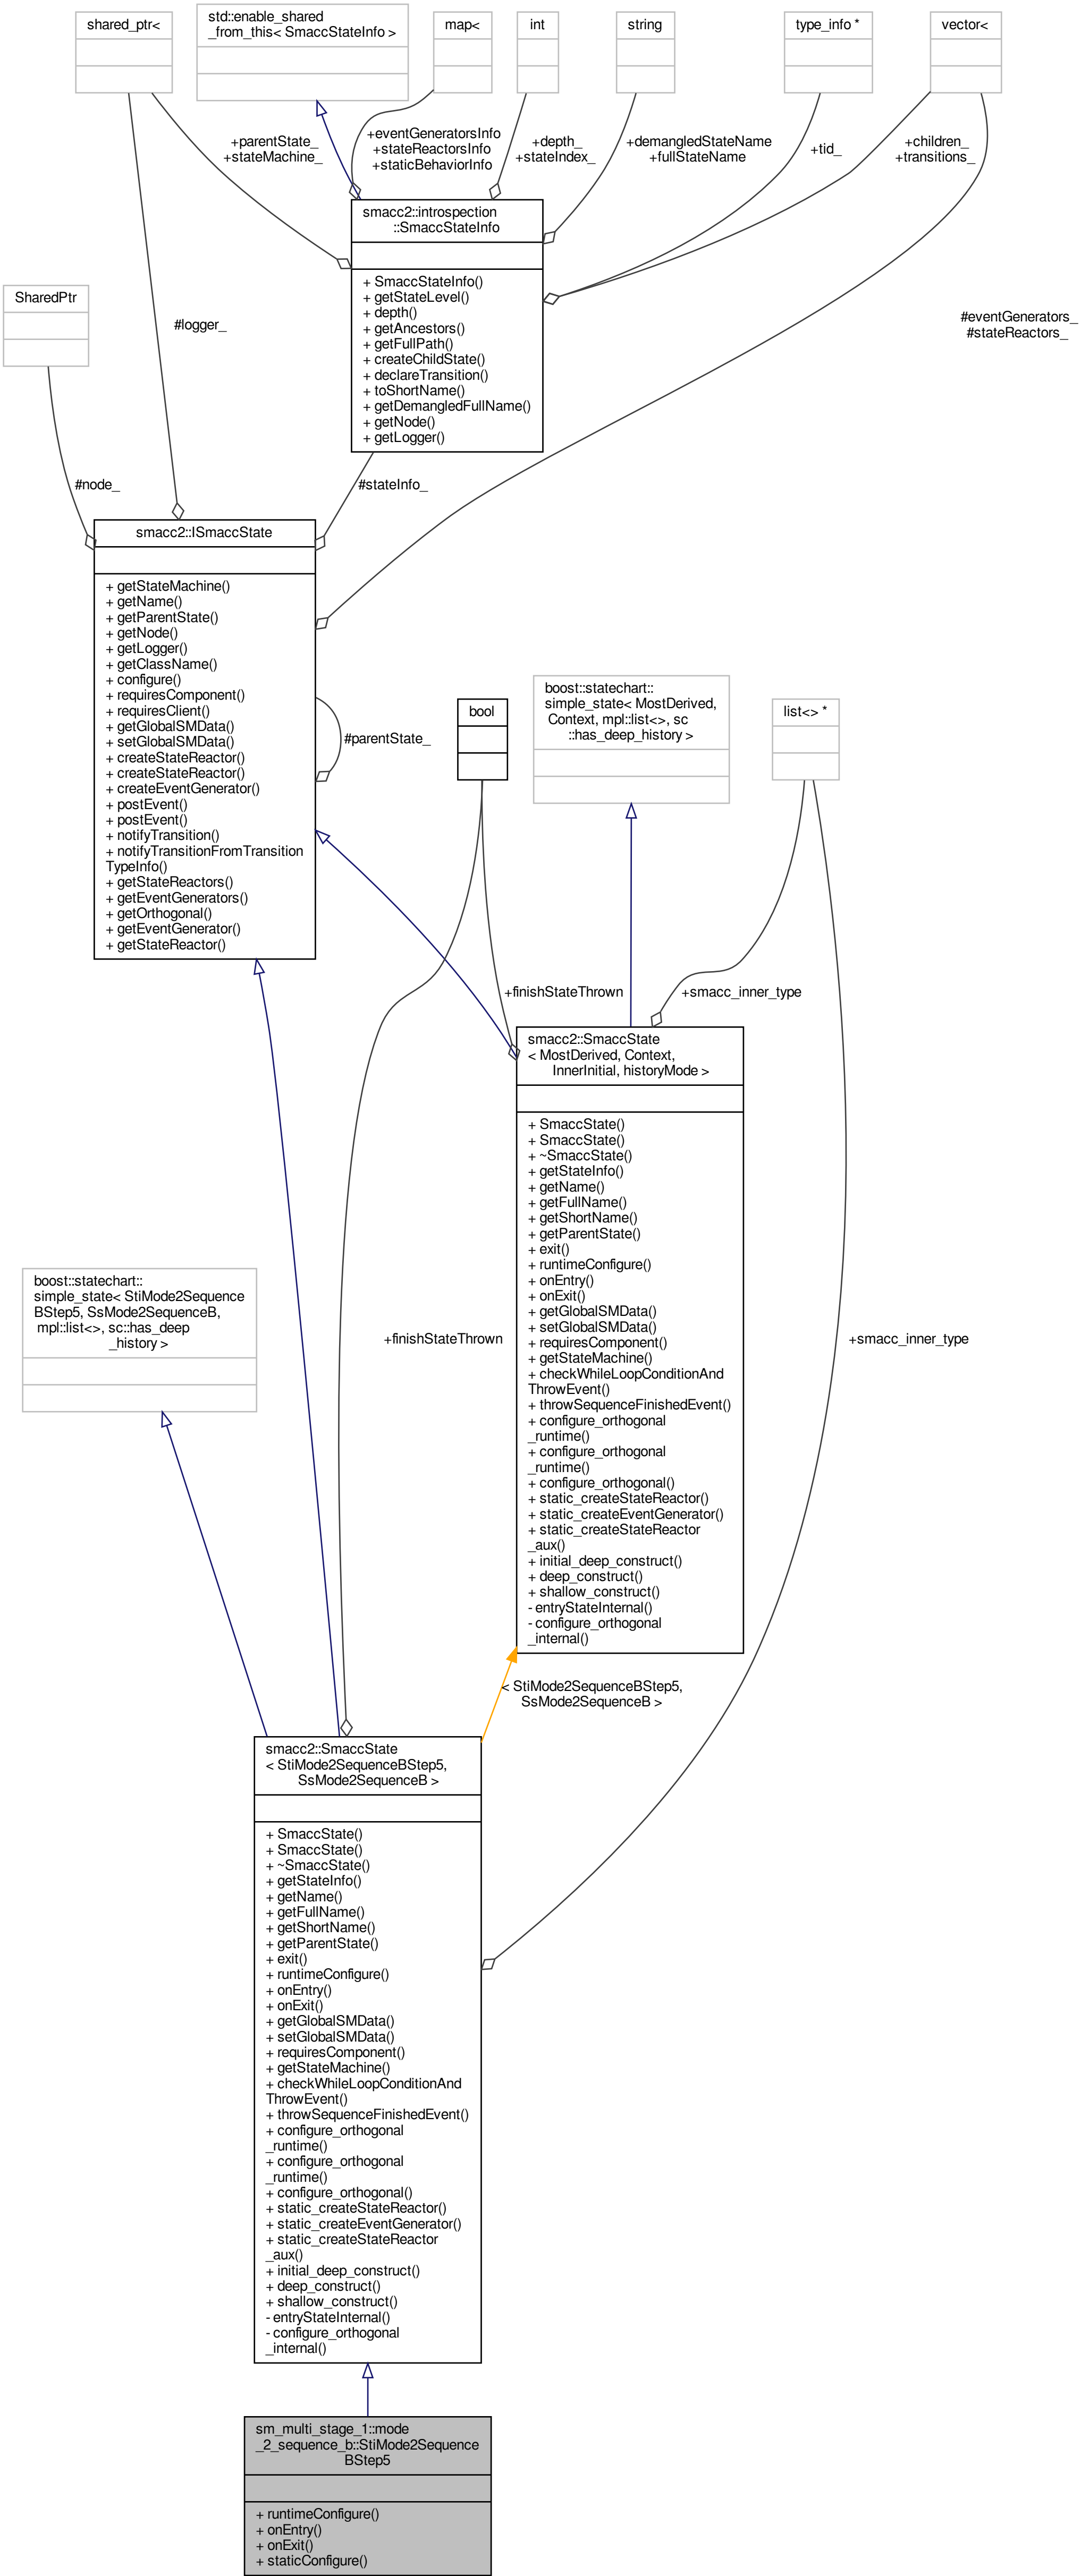 shared_ptr<
std::enable_shared
_from_this< SmaccStateInfo >
map<
int
string
type_info *
vector<
+parentState_
+stateMachine_
+eventGeneratorsInfo
+stateReactorsInfo
+staticBehaviorInfo
+depth_
+stateIndex_
+demangledStateName
+fullStateName
+tid_
+children_
+transitions_
smacc2::introspection
::SmaccStateInfo
+ SmaccStateInfo()
+ getStateLevel()
+ depth()
+ getAncestors()
+ getFullPath()
+ createChildState()
+ declareTransition()
+ toShortName()
+ getDemangledFullName()
+ getNode()
+ getLogger()
SharedPtr
#logger_
#eventGenerators_
#stateReactors_
#node_
#stateInfo_
smacc2::ISmaccState
+ getStateMachine()
+ getName()
+ getParentState()
+ getNode()
+ getLogger()
+ getClassName()
+ configure()
+ requiresComponent()
+ requiresClient()
+ getGlobalSMData()
+ setGlobalSMData()
+ createStateReactor()
+ createStateReactor()
+ createEventGenerator()
+ postEvent()
+ postEvent()
+ notifyTransition()
+ notifyTransitionFromTransition
TypeInfo()
+ getStateReactors()
+ getEventGenerators()
+ getOrthogonal()
+ getEventGenerator()
+ getStateReactor()
#parentState_
bool
boost::statechart::
simple_state< MostDerived,
Context, mpl::list<>, sc
::has_deep_history >
list<> *
+finishStateThrown
+smacc_inner_type
smacc2::SmaccState
< MostDerived, Context,
InnerInitial, historyMode >
+ SmaccState()
+ SmaccState()
+ ~SmaccState()
+ getStateInfo()
+ getName()
+ getFullName()
+ getShortName()
+ getParentState()
+ exit()
+ runtimeConfigure()
+ onEntry()
+ onExit()
+ getGlobalSMData()
+ setGlobalSMData()
+ requiresComponent()
+ getStateMachine()
+ checkWhileLoopConditionAnd
ThrowEvent()
+ throwSequenceFinishedEvent()
+ configure_orthogonal
_runtime()
+ configure_orthogonal
_runtime()
+ configure_orthogonal()
+ static_createStateReactor()
+ static_createEventGenerator()
+ static_createStateReactor
_aux()
+ initial_deep_construct()
+ deep_construct()
+ shallow_construct()
- entryStateInternal()
- configure_orthogonal
_internal()
boost::statechart::
simple_state< StiMode2Sequence
BStep5, SsMode2SequenceB,
mpl::list<>, sc::has_deep
_history >
+finishStateThrown
+smacc_inner_type
< StiMode2SequenceBStep5,
SsMode2SequenceB >
smacc2::SmaccState
< StiMode2SequenceBStep5,
SsMode2SequenceB >
+ SmaccState()
+ SmaccState()
+ ~SmaccState()
+ getStateInfo()
+ getName()
+ getFullName()
+ getShortName()
+ getParentState()
+ exit()
+ runtimeConfigure()
+ onEntry()
+ onExit()
+ getGlobalSMData()
+ setGlobalSMData()
+ requiresComponent()
+ getStateMachine()
+ checkWhileLoopConditionAnd
ThrowEvent()
+ throwSequenceFinishedEvent()
+ configure_orthogonal
_runtime()
+ configure_orthogonal
_runtime()
+ configure_orthogonal()
+ static_createStateReactor()
+ static_createEventGenerator()
+ static_createStateReactor
_aux()
+ initial_deep_construct()
+ deep_construct()
+ shallow_construct()
- entryStateInternal()
- configure_orthogonal
_internal()
sm_multi_stage_1::mode
_2_sequence_b::StiMode2Sequence
BStep5
+ runtimeConfigure()
+ onEntry()
+ onExit()
+ staticConfigure()